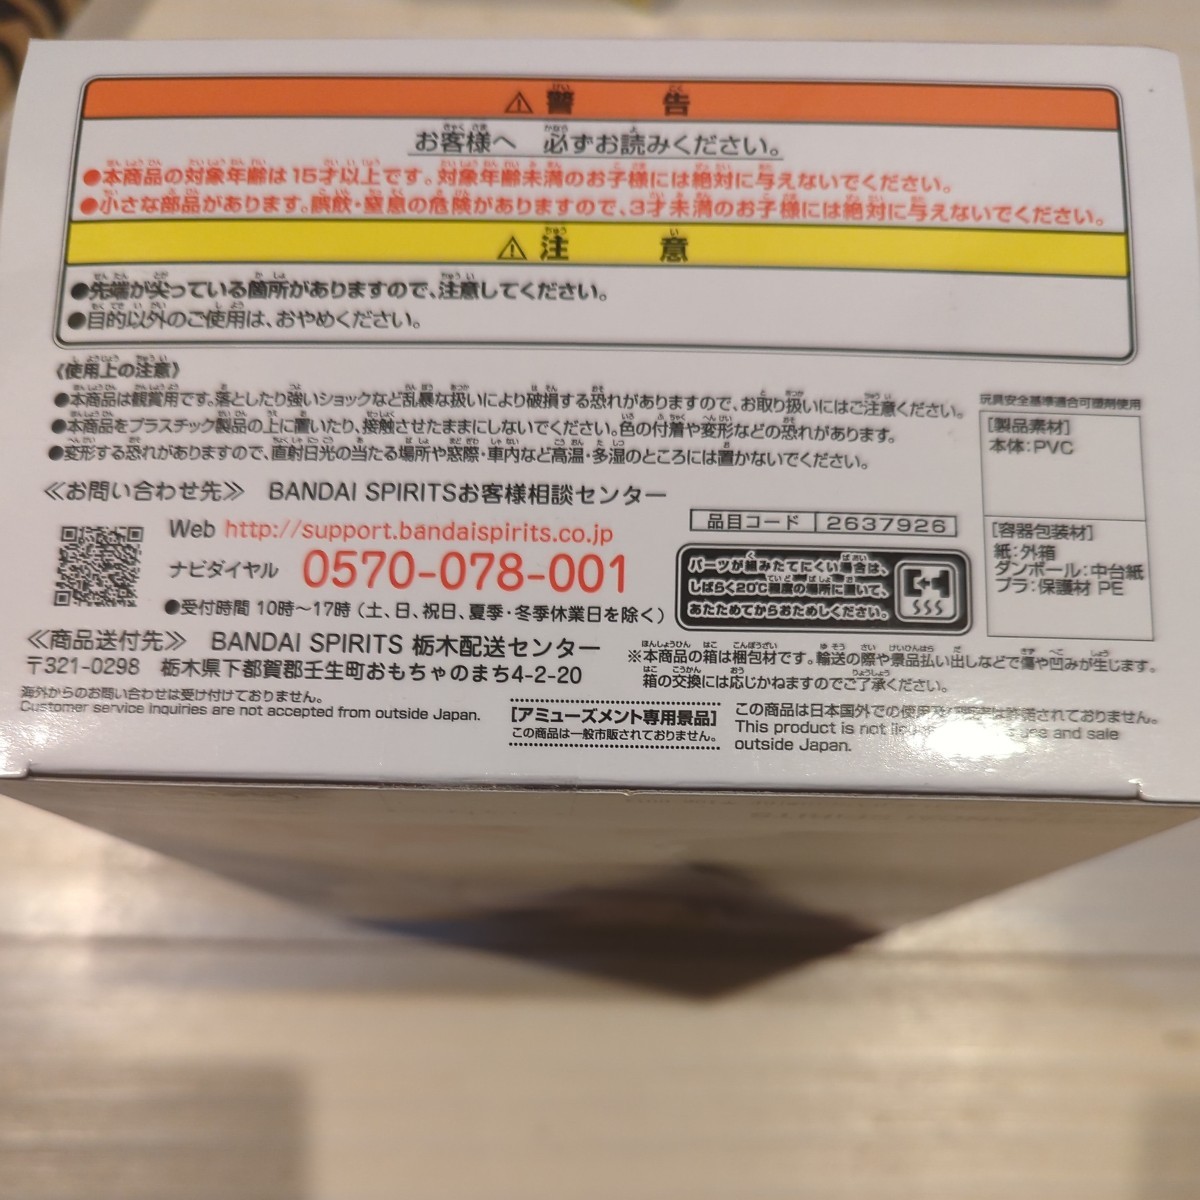 ⚠警告
お客様へ 必ずお読みください。
●本商品の対象年齢は15才以上です。対象年齢未満のお子様には絶対に与えないでください。
●小さな部品があります。誤飲・窒息の危険がありますので、3才未満のお子様には絶対に与えないでください。
⚠注意
●先端が尖っている箇所がありますので、注意してください。
●目的以外のご使用は、おやめください。
《使用上の注意》
●本商品は観賞用です。落としたり強いショックなど乱暴な扱いにより破損する恐れがありますので、お取り扱いにはご注意ください。
●本商品をプラスチック製品の上に置いたり、接触させたままにしないでください。色の付着や変形などの恐れがあります。
●変形する恐れがありますので、直射日光の当たる場所や窓際・車内など高温・多湿のところには置かないでください。
玩具安全基準適合可塑剤使用
[製品素材]
本体:PVC
[容器包装材]
紙:外箱
ダンボール:中台紙
プラ:保護材 PE
≪お問い合わせ先≫ BANDAI SPIRITSお客様相談センター
Web http://support.bandaispirits.co.jp
ナビダイヤル 0570-078-001
●受付時間 10時〜17時(土、日、祝日、夏季・冬季休業日を除く)
品目コード 2637926
パーツが組みたてにくい場合は、
しばらく20℃程度の場所に置いて、
あたためてからおためしください。
≪商品送付先≫ BANDAI SPIRITS 栃木配送センター
〒321-0298 栃木県下都賀郡壬生町おもちゃのまち4-2-20
海外からのお問い合わせは受け付けておりません。
Customer service inquiries are not accepted from outside Japan.
※本商品の箱は梱包材です。輸送の際や景品払い出しなどで傷や凹みが生じます。
箱の交換には応じかねますのでご了承ください。
[アミューズメント専用景品]
この商品は一般市販されておりません。
この商品は日本国外での使用 許諾されておりません。
This product is not use and sale
outside Japan.